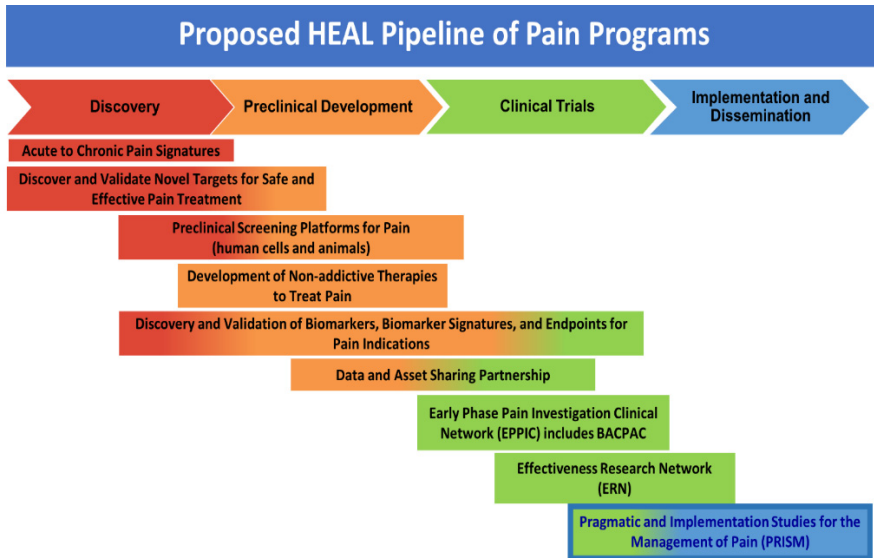 Proposed HEAL Pipeline of Pain Programs
Discovery
Preclinical Development
Clinical Trials
Implementation and
Dissemination
Acute to Chronic Pain Signatures
Discover and Validate Novel Targets for Safe and
Effective Pain Treatment
Preclinical Screening Platforms for Pain
(human cells and animals)
Development of Non-addictive Therapies
to Treat Pain
Discovery and Validation of Biomarkers, Biomarker Signatures, and Endpoints for
Pain Indications
Data and Asset Sharing Partnership
Early Phase Pain Investigation Clinical
Network (EPPIC) includes BACPAC
Effectiveness Research Network
(ERN)
Pragmatic and Implementation Studies for the
Management of Pain (PRISM)